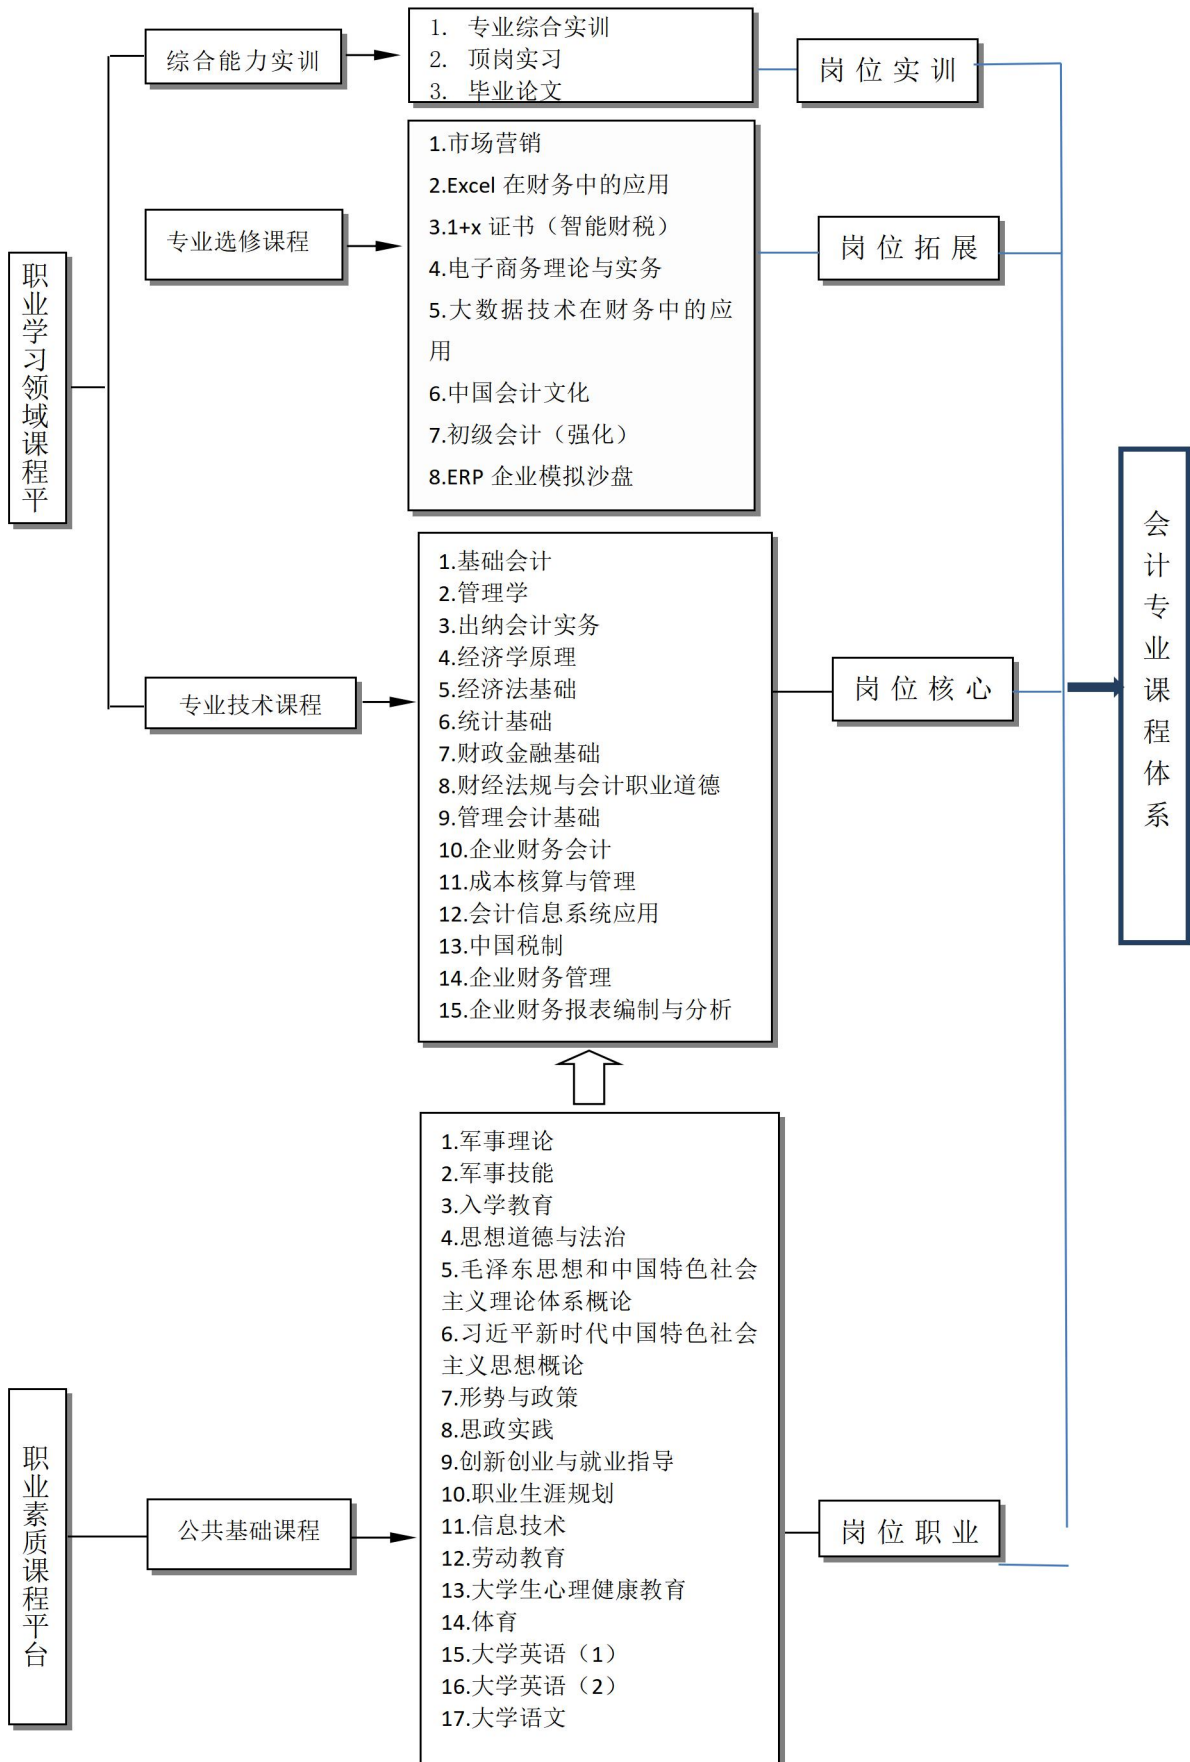 综合能力实训
1. 专业综合实训
2. 顶岗实习
3. 毕业论文
岗位实训
职业学习领域课程平
专业选修课程
1.市场营销
2.Excel 在财务中的应用
3.1+x 证书（智能财税）
4.电子商务理论与实务
5.大数据技术在财务中的应
用
6.中国会计文化
7.初级会计（强化）
8.ERP 企业模拟沙盘
岗位拓展
专业技术课程
1.基础会计
2.管理学
3.出纳会计实务
4.经济学原理
5.经济法基础
6.统计基础
7.财政金融基础
8.财经法规与会计职业道德
9.管理会计基础
10.企业财务会计
11.成本核算与管理
12.会计信息系统应用
13.中国税制
14.企业财务管理
15.企业财务报表编制与分析
岗位核心
会计专业课程体系
职业素质课程平台
公共基础课程
1.军事理论
2.军事技能
3.入学教育
4.思想道德与法治
5.毛泽东思想和中国特色社会
主义理论体系概论
6.习近平新时代中国特色社会
主义思想概论
7.形势与政策
8.思政实践
9.创新创业与就业指导
10.职业生涯规划
11.信息技术
12.劳动教育
13.大学生心理健康教育
14.体育
15.大学英语（1）
16.大学英语（2）
17.大学语文
岗位职业